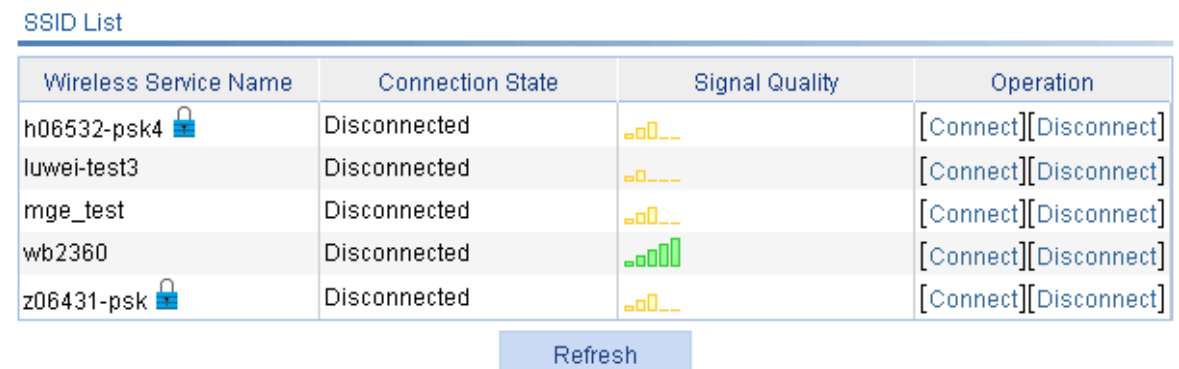 SSID List
Wireless Service Name Connection State Signal Quality Operation
h06532-psk4 Disconnected [Connect][Disconnect]
luwei-test3 Disconnected [Connect][Disconnect]
mge_test Disconnected [Connect][Disconnect]
wb2360 Disconnected [Connect][Disconnect]
z06431-psk Disconnected [Connect][Disconnect]
Refresh